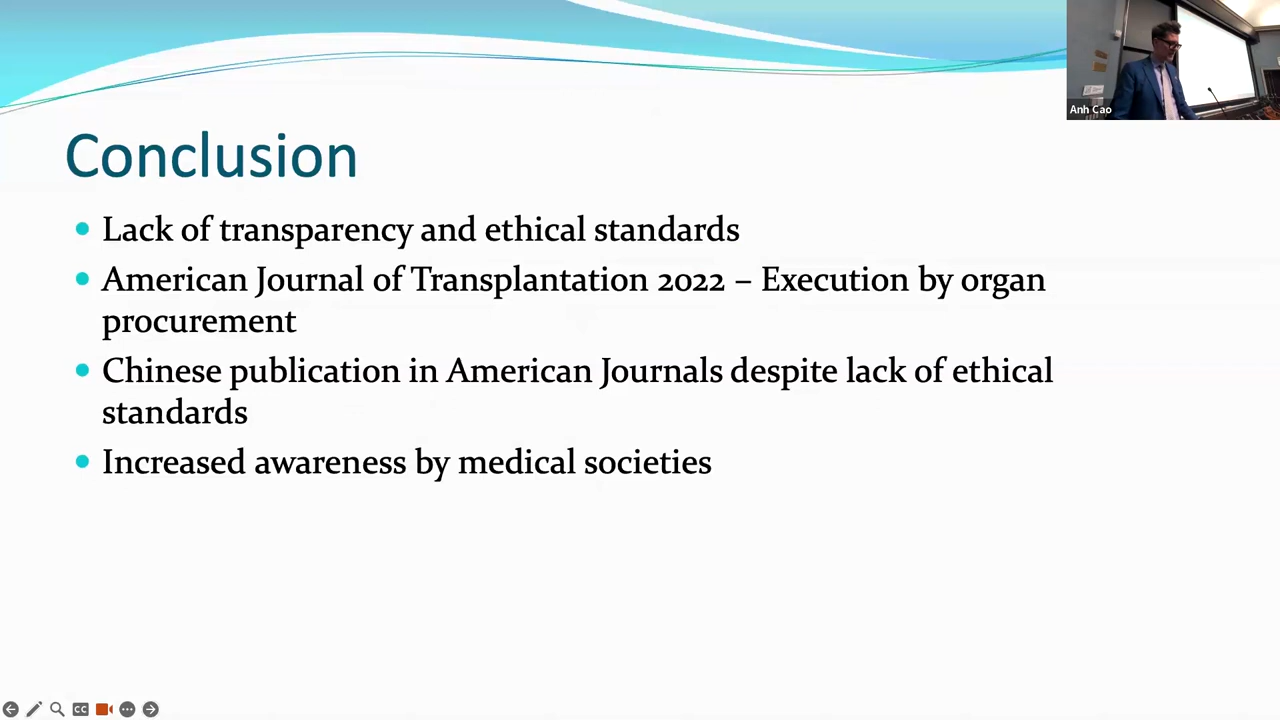 Anh Cao
Conclusion
Lack of transparency and ethical standards
American Journal of Transplantation 2022 – Execution by organ
procurement
Chinese publication in American Journals despite lack of ethical
standards
Increased awareness by medical societies
CC